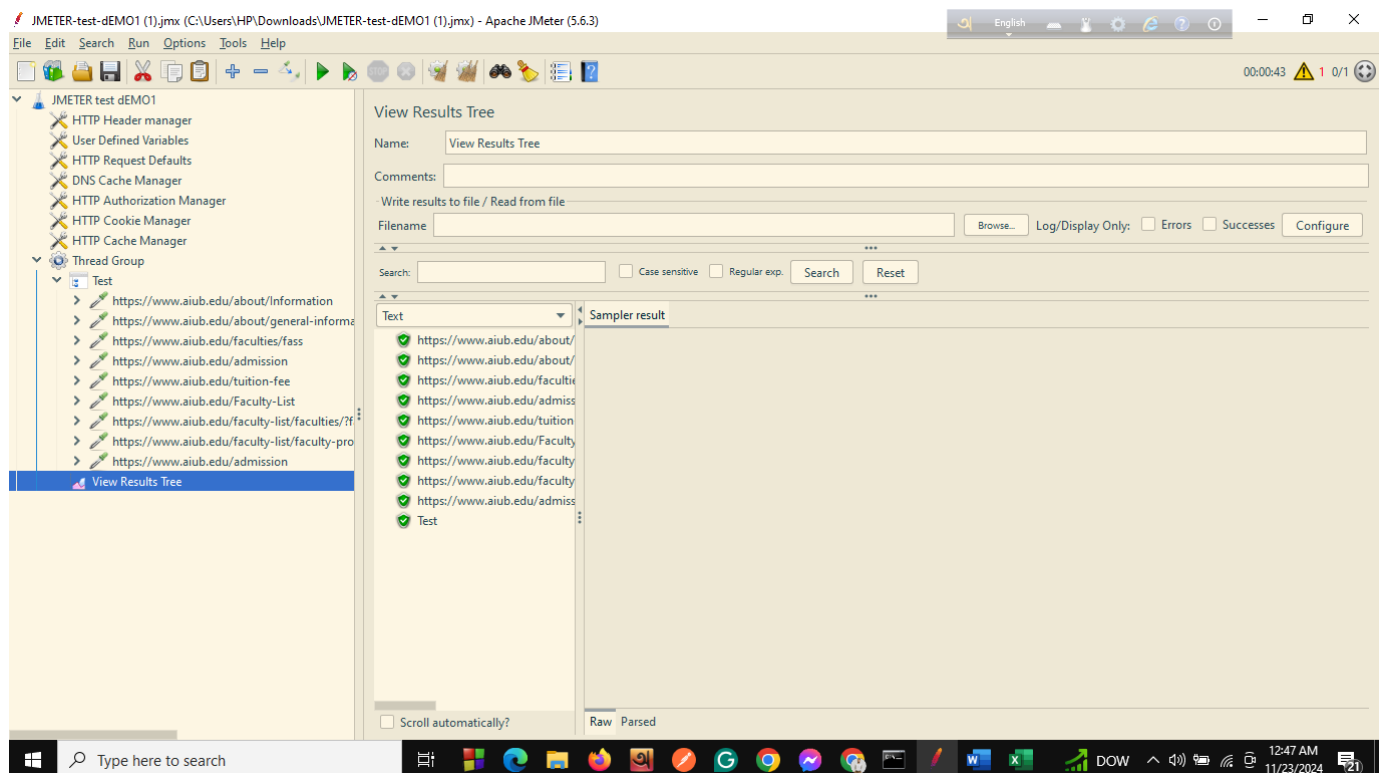 JMETER-test-dEMO1 (1).jmx (C:\Users\HP\Downloads\JMETER-test-dEMO1 (1).jmx) - Apache JMeter (5.6.3)
English
File Edit Search Run Options Tools Help
STOP
00:00:43 1 0/1
JMETER test dEMO1
HTTP Header manager
User Defined Variables
HTTP Request Defaults
DNS Cache Manager
HTTP Authorization Manager
HTTP Cookie Manager
HTTP Cache Manager
Thread Group
Test
https://www.aiub.edu/about/Information
https://www.aiub.edu/about/general-informa
https://www.aiub.edu/faculties/fass
https://www.aiub.edu/admission
https://www.aiub.edu/tuition-fee
https://www.aiub.edu/Faculty-List
https://www.aiub.edu/faculty-list/faculties/?f
https://www.aiub.edu/faculty-list/faculty-pro
https://www.aiub.edu/admission
View Results Tree
View Results Tree
Name: View Results Tree
Comments:
Write results to file / Read from file
Filename Browse... Log/Display Only: Errors Successes Configure
Search: Case sensitive Regular exp. Search Reset
Text
Sampler result
https://www.aiub.edu/about/
https://www.aiub.edu/about/
https://www.aiub.edu/facultie
https://www.aiub.edu/admiss
https://www.aiub.edu/tuition
https://www.aiub.edu/Faculty
https://www.aiub.edu/faculty
https://www.aiub.edu/faculty
https://www.aiub.edu/admiss
Test
Scroll automatically?
Raw Parsed
Type here to search
DOW
12:47 AM
11/23/2024
21